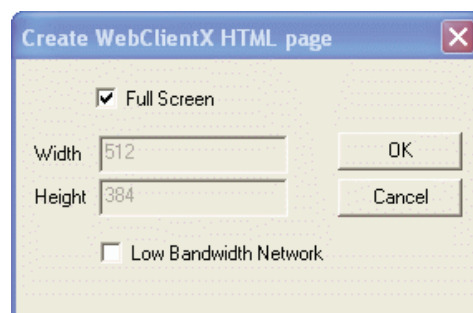 Create WebClientX HTML page
Full Screen
Width 512
OK
Height 384
Cancel
Low Bandwidth Network